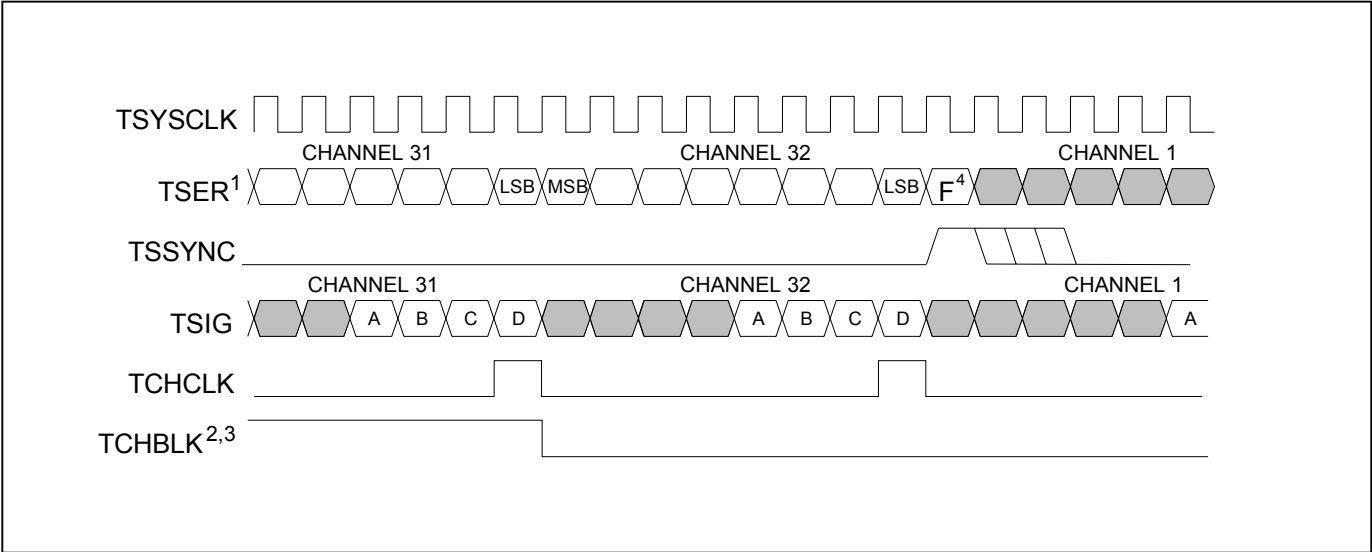 TSYSCLK
CHANNEL 31 CHANNEL 32 CHANNEL 1
TSER1 LSB MSB LSB F4
TSSYNC
CHANNEL 31 CHANNEL 32 CHANNEL 1
TSIG A B C D A B C D A
TCHCLK
TCHBLK2,3